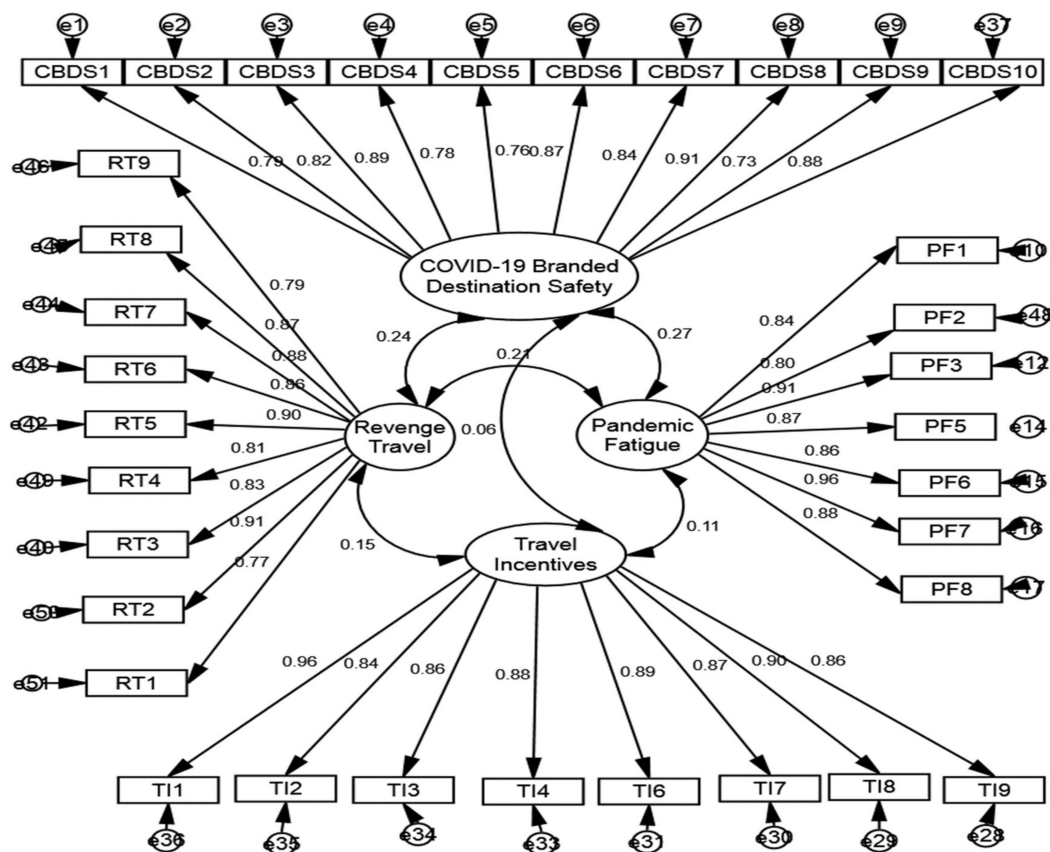 e1 e2 e3 e4 e5 e6 e7 e8 e9 e37
CBDS1 CBDS2 CBDS3 CBDS4 CBDS5 CBDS6 CBDS7 CBDS8 CBDS9 CBDS10
0.79 0.82 0.89 0.78 0.76 0.87 0.84 0.91 0.73 0.88
COVID-19 Branded
Destination Safety
e46 RT9
RT8
e44 RT7
e43 RT6
e42 RT5
RT4
RT3
RT2
e51 RT1
0.79
0.87
0.88
0.86
0.90
0.81
0.83
0.91
0.77
Revenge
Travel
0.24
0.21
0.27
0.06
0.15
0.11
Pandemic
Fatigue
0.84
0.80
0.91
0.87
0.86
0.96
0.88
PF1 e10
PF2 e48
PF3 e12
PF5 e14
PF6 e15
PF7 e16
PF8 e17
Travel
Incentives
0.96 0.84 0.86 0.88 0.89 0.87 0.90 0.86
TI1 TI2 TI3 TI4 TI6 TI7 TI8 TI9
e36 e35 e34 e33 e31 e30 e29 e28